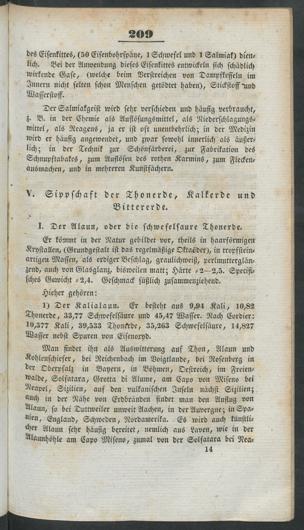 209
des Eisenkittes, (50 Eisenbohrspäne, 1 Schwefel und 1 Salmiak) dien-
lich. Bei der Anwendung dieses Eisenkittes entwickeln sich schädlich
wirkende Gase, (welche beim Verstreichen von Dampfkesseln im
Innern nicht selten schon Menschen getödtet haben), Stickstoff und
Wasserstoff.
Der Salmiakgeist wird sehr verschieden und häufig verbraucht,
z. B. in der Chemie als Auflösungsmittel, als Niederschlagungs-
mittel, als Reagens, ja er ist oft unentbehrlich; in der Medizin
wird er häufig angewendet, und zwar sowohl innerlich als äußer-
lich; in der Technik zur Schönfärberei, zur Fabrikation des
Schnupftabakes, zum Auflösen des rothen Karmins, zum Flecken-
ausmachen, und in mehreren Kunstfächern.
V. Sippschaft der Thonerde, Kalkerde und
Bittererde.
I. Der Alaun, oder die schwefelsaure Thonerde.
Er kömmt in der Natur gebildet vor, theils in haarförmigen
Krystallen, (Grundgestalt ist das regelmäßige Oktaëder), in tropfstein-
artigen Massen, als erdiger Beschlag, graulichweiß, perlmutterglän-
zend, auch von Glasglanz, bisweilen matt; Härte =2–2,5. Specifi-
sches Gewicht =2,4. Geschmack süßlich zusammenziehend.
Hieher gehören:
1) Der Kalialaun. Er besteht aus 9,94 Kali, 10,82
Thonerde, 33,77 Schwefelsäure und 45,47 Wasser. Nach Cordier:
10,377 Kali, 39,533 Thonerde, 35,263 Schwefelsäure, 14,827
Wasser nebst Spuren von Eisenoxyd.
Man findet ihn als Auswitterung auf Thon, Alaun und
Kohlenschiefer, bei Reichenbach im Voigtlande, bei Rosenberg in
der Oberpfalz in Bayern, in Böhmen, Oestreich, im Freien-
walde, Solfatara, Grotta di Alume, am Capo von Miseno bei
Neapel, Sizilien, auf den vulkanischen Inseln nächst Sizilien;
auch in der Nähe von Erdbränden findet man den Anflug von
Alaun, so bei Duttweiler unweit Aachen, in der Auvergne; in Spa-
nien, England, Schweden, Nordamerika. Es wird auch künstli-
cher Alaun sehr häufig bereitet, nemlich aus Laven, wie in der
Alaunhöhle am Capo Miseno, zumal von der Solfatara bei Nea-
14